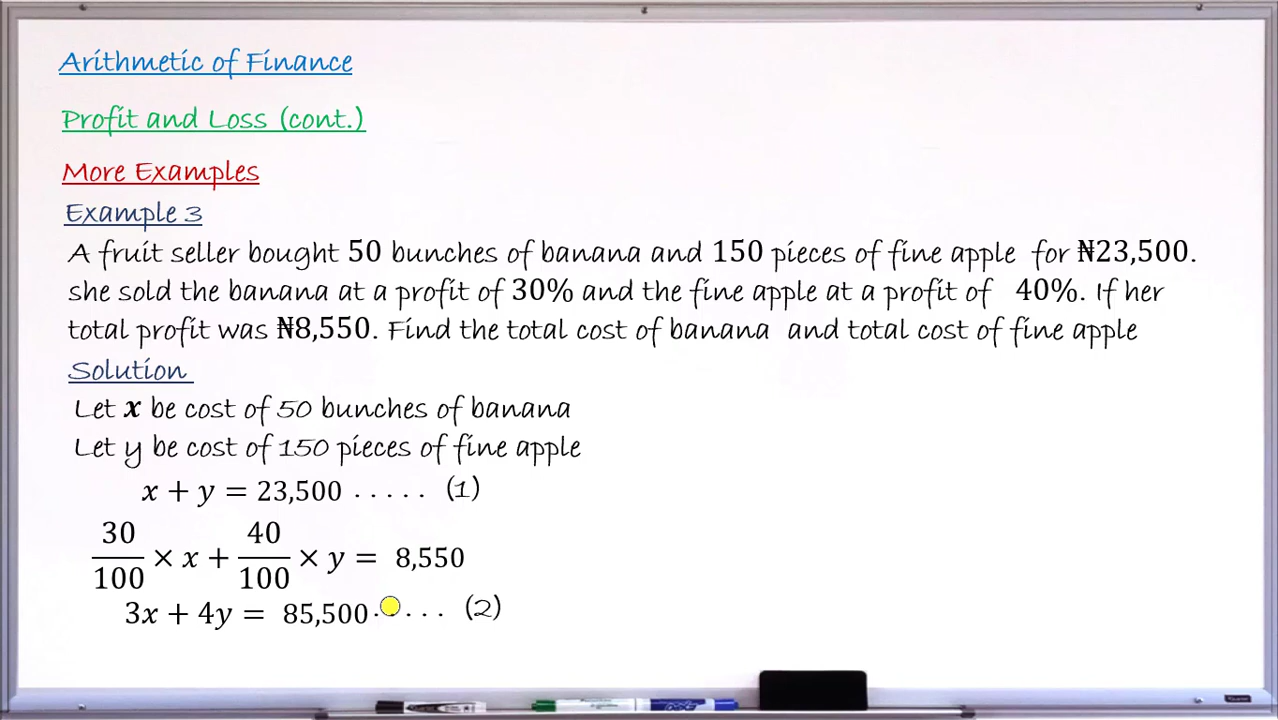 Arithmetic of Finance
Profit and Loss (cont.)
More Examples
Example 3
A fruit seller bought 50 bunches of banana and 150 pieces of fine apple for ₦23,500.
she sold the banana at a profit of 30% and the fine apple at a profit of 40%. If her
total profit was ₦8,550. Find the total cost of banana and total cost of fine apple
Solution
Let x be cost of 50 bunches of banana
Let y be cost of 150 pieces of fine apple
x + y = 23,500 . . . . . (1)
30/100 × x + 40/100 × y = 8,550
3x + 4y = 85,500 . . . . . (2)